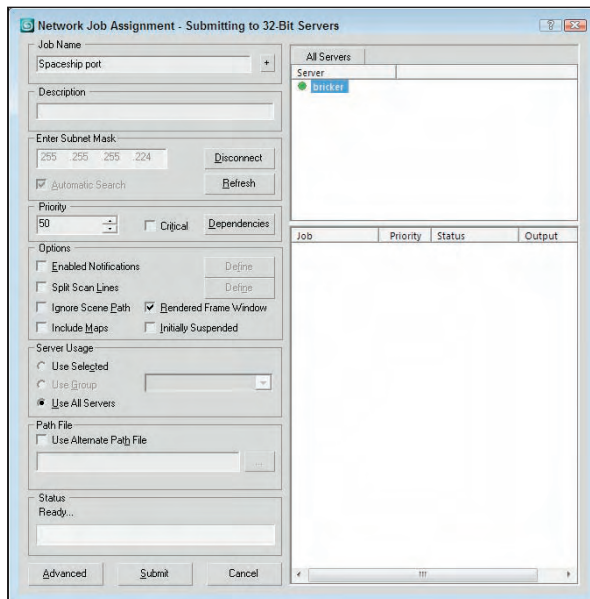 Network Job Assignment - Submitting to 32-Bit Servers
Job Name
Spaceship port
+
Description
Enter Subnet Mask
255 255 255 224
Disconnect
Automatic Search
Refresh
Priority
50
Critical
Dependencies
Options
Enabled Notifications
Define
Split Scan Lines
Define
Ignore Scene Path
Rendered Frame Window
Include Maps
Initially Suspended
Server Usage
Use Selected
Use Group
Use All Servers
Path File
Use Alternate Path File
...
Status
Ready...
Advanced
Submit
Cancel
All Servers
Server
bricker
Job Priority Status Output